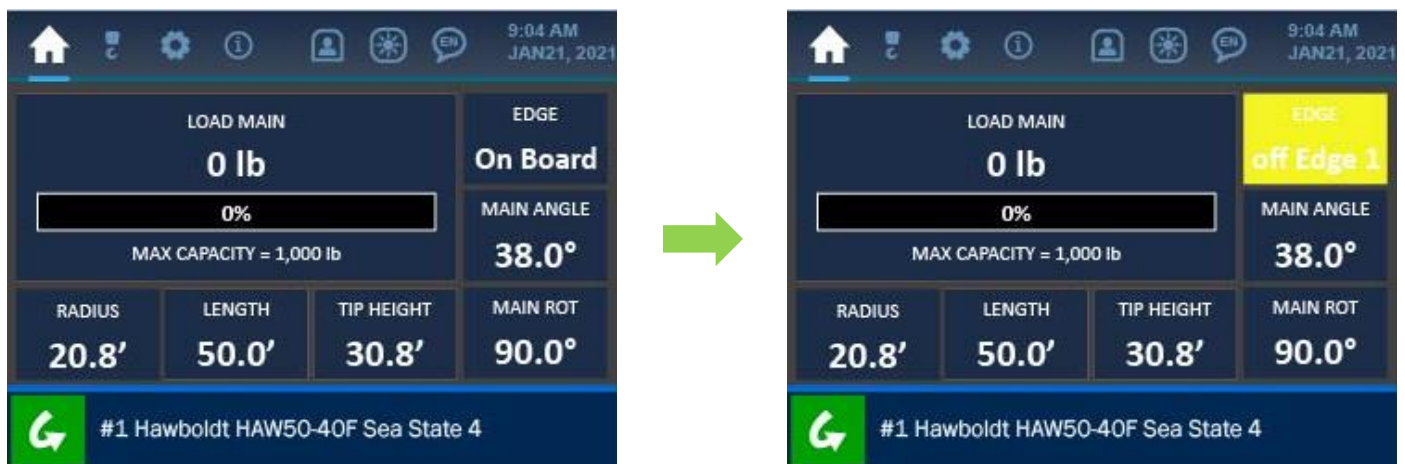 EN
9:04 AM
JAN21, 2021
LOAD MAIN
0 lb
0%
MAX CAPACITY = 1,000 lb
EDGE
On Board
MAIN ANGLE
38.0°
RADIUS
20.8’
LENGTH
50.0’
TIP HEIGHT
30.8’
MAIN ROT
90.0°
#1 Hawboldt HAW50-40F Sea State 4
EN
9:04 AM
JAN21, 2021
LOAD MAIN
0 lb
0%
MAX CAPACITY = 1,000 lb
EDGE
off Edge 1
MAIN ANGLE
38.0°
RADIUS
20.8’
LENGTH
50.0’
TIP HEIGHT
30.8’
MAIN ROT
90.0°
#1 Hawboldt HAW50-40F Sea State 4